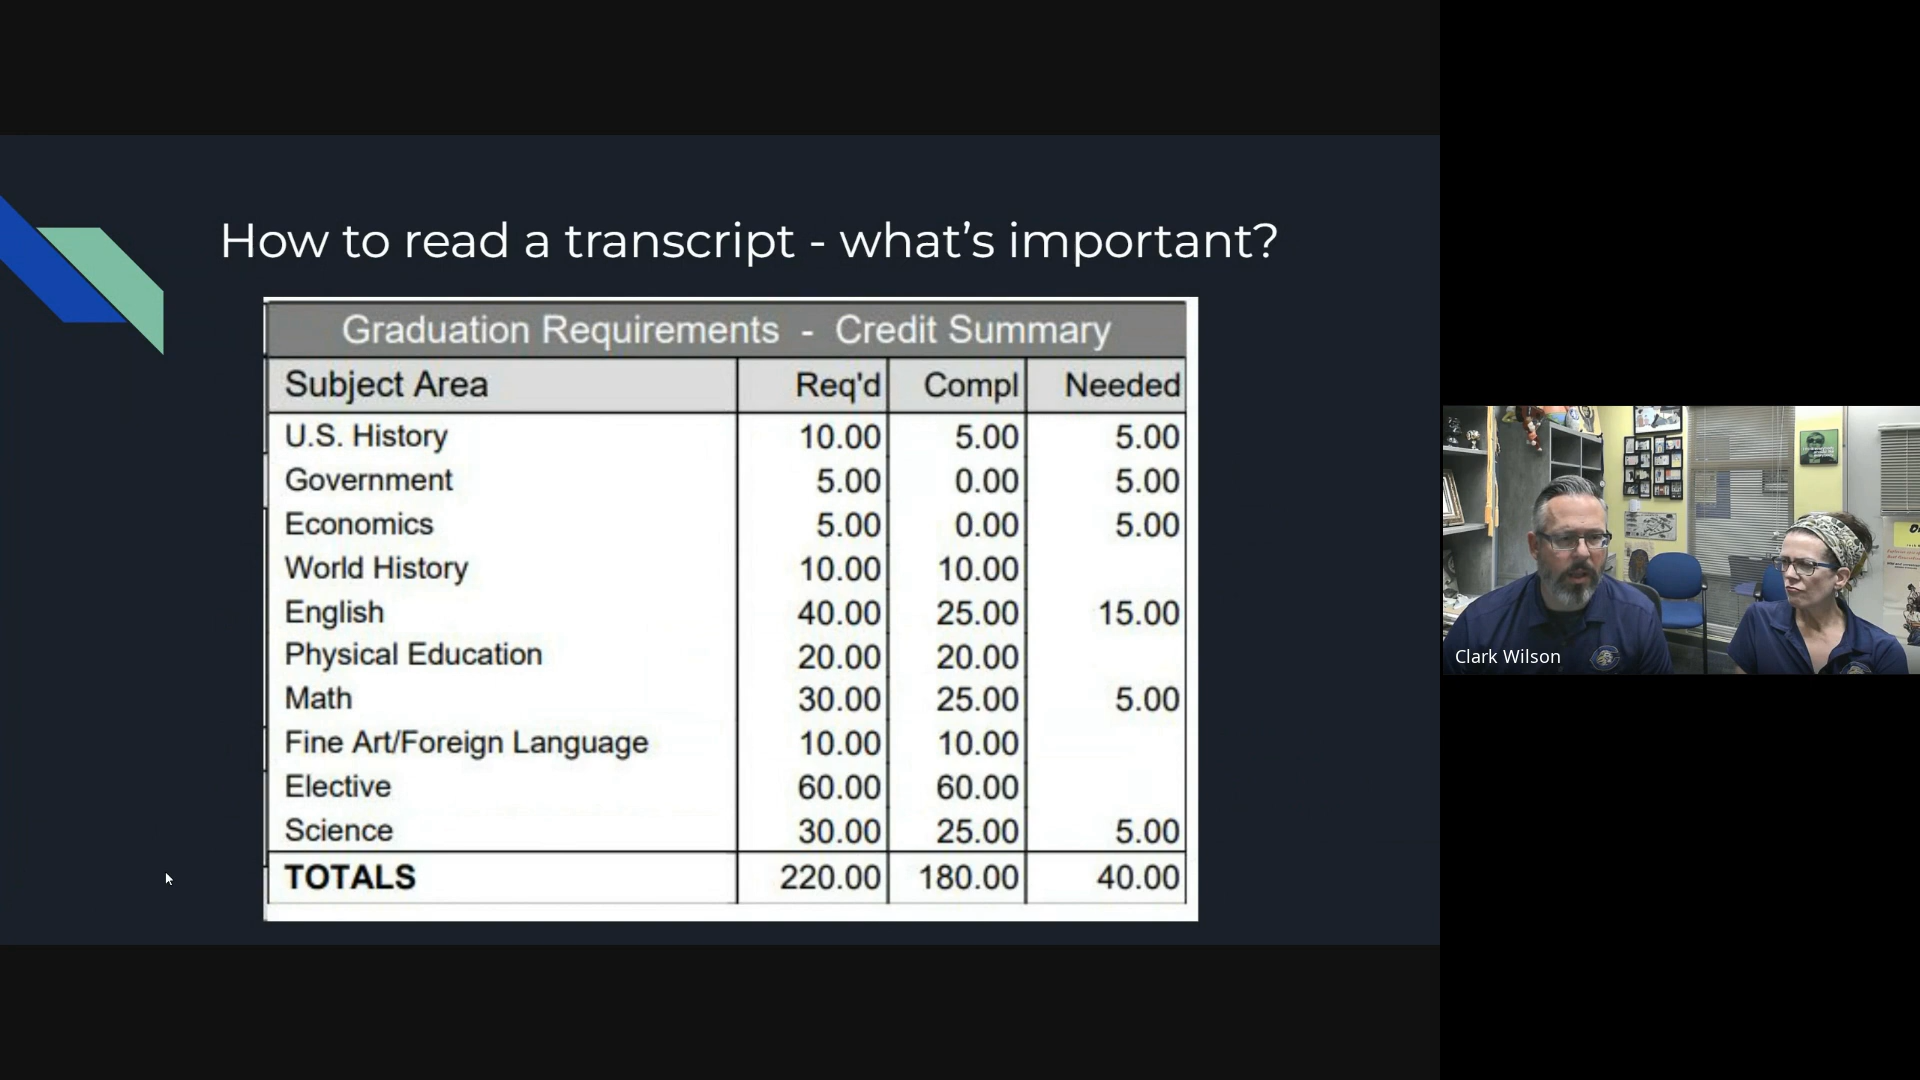 How to read a transcript - what's important?
Graduation Requirements - Credit Summary
Subject Area Req'd Compl Needed
U.S. History 10.00 5.00 5.00
Government 5.00 0.00 5.00
Economics 5.00 0.00 5.00
World History 10.00 10.00
English 40.00 25.00 15.00
Physical Education 20.00 20.00
Math 30.00 25.00 5.00
Fine Art/Foreign Language 10.00 10.00
Elective 60.00 60.00
Science 30.00 25.00 5.00
TOTALS 220.00 180.00 40.00
Clark Wilson